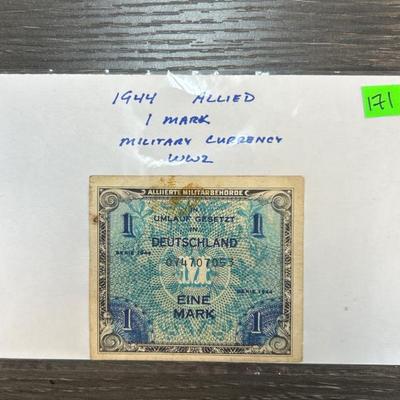 1944 ALLIED
171
1 MARK
MILITARY CURRENCY
WW2
ALLIIERTE MILITÄRBEHÖRDE
1 IN 1
UMLAUF GESETZT
IN
DEUTSCHLAND
SERIE 1944 074707053 SERIE 1944
EINE
MARK
1 1